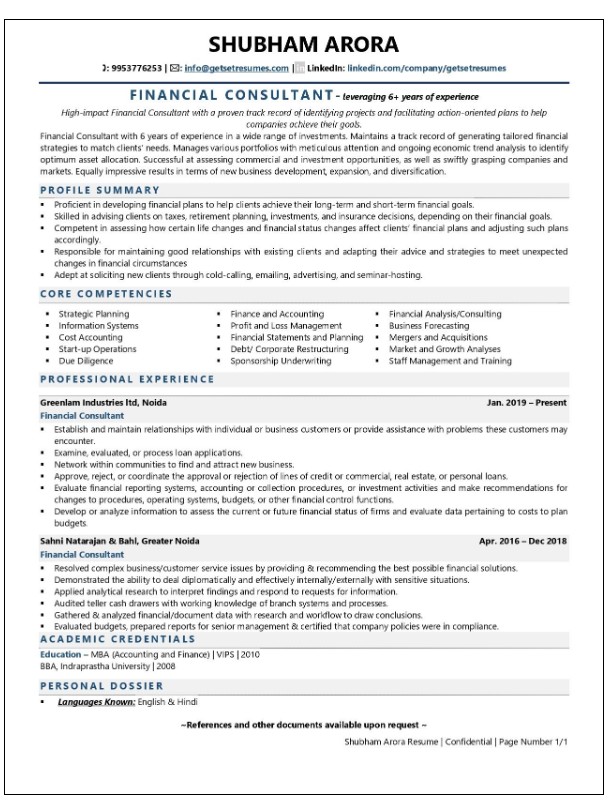 SHUBHAM ARORA
: 9953776253 | ✉: info@getsetresumes.com | in LinkedIn: linkedin.com/company/getsetresumes
FINANCIAL CONSULTANT – leveraging 6+ years of experience
High-impact Financial Consultant with a proven track record of identifying projects and facilitating action-oriented plans to help
companies achieve their goals.
Financial Consultant with 6 years of experience in a wide range of investments. Maintains a track record of generating tailored financial
strategies to match clients' needs. Manages various portfolios with meticulous attention and ongoing economic trend analysis to identify
optimum asset allocation. Successful at assessing commercial and investment opportunities, as well as swiftly grasping companies and
markets. Equally impressive results in terms of new business development, expansion, and diversification.
PROFILE SUMMARY
▪ Proficient in developing financial plans to help clients achieve their long-term and short-term financial goals.
▪ Skilled in advising clients on taxes, retirement planning, investments, and insurance decisions, depending on their financial goals.
▪ Competent in assessing how certain life changes and financial status changes affect clients' financial plans and adjusting such plans
accordingly.
▪ Responsible for maintaining good relationships with existing clients and adapting their advice and strategies to meet unexpected
changes in financial circumstances
▪ Adept at soliciting new clients through cold-calling, emailing, advertising, and seminar-hosting.
CORE COMPETENCIES
▪ Strategic Planning ▪ Finance and Accounting ▪ Financial Analysis/Consulting
▪ Information Systems ▪ Profit and Loss Management ▪ Business Forecasting
▪ Cost Accounting ▪ Financial Statements and Planning ▪ Mergers and Acquisitions
▪ Start-up Operations ▪ Debt/ Corporate Restructuring ▪ Market and Growth Analyses
▪ Due Diligence ▪ Sponsorship Underwriting ▪ Staff Management and Training
PROFESSIONAL EXPERIENCE
Greenlam Industries ltd, Noida Jan. 2019 – Present
Financial Consultant
▪ Establish and maintain relationships with individual or business customers or provide assistance with problems these customers may
encounter.
▪ Examine, evaluated, or process loan applications.
▪ Network within communities to find and attract new business.
▪ Approve, reject, or coordinate the approval or rejection of lines of credit or commercial, real estate, or personal loans.
▪ Evaluate financial reporting systems, accounting or collection procedures, or investment activities and make recommendations for
changes to procedures, operating systems, budgets, or other financial control functions.
▪ Develop or analyze information to assess the current or future financial status of firms and evaluate data pertaining to costs to plan
budgets.
Sahni Natarajan & Bahl, Greater Noida Apr. 2016 – Dec 2018
Financial Consultant
▪ Resolved complex business/customer service issues by providing & recommending the best possible financial solutions.
▪ Demonstrated the ability to deal diplomatically and effectively internally/externally with sensitive situations.
▪ Applied analytical research to interpret findings and respond to requests for information.
▪ Audited teller cash drawers with working knowledge of branch systems and processes.
▪ Gathered & analyzed financial/document data with research and workflow to draw conclusions.
▪ Evaluated budgets, prepared reports for senior management & certified that company policies were in compliance.
ACADEMIC CREDENTIALS
Education – MBA (Accounting and Finance) | VIPS | 2010
BBA, Indraprastha University | 2008
PERSONAL DOSSIER
▪ Languages Known: English & Hindi
~References and other documents available upon request ~
Shubham Arora Resume | Confidential | Page Number 1/1